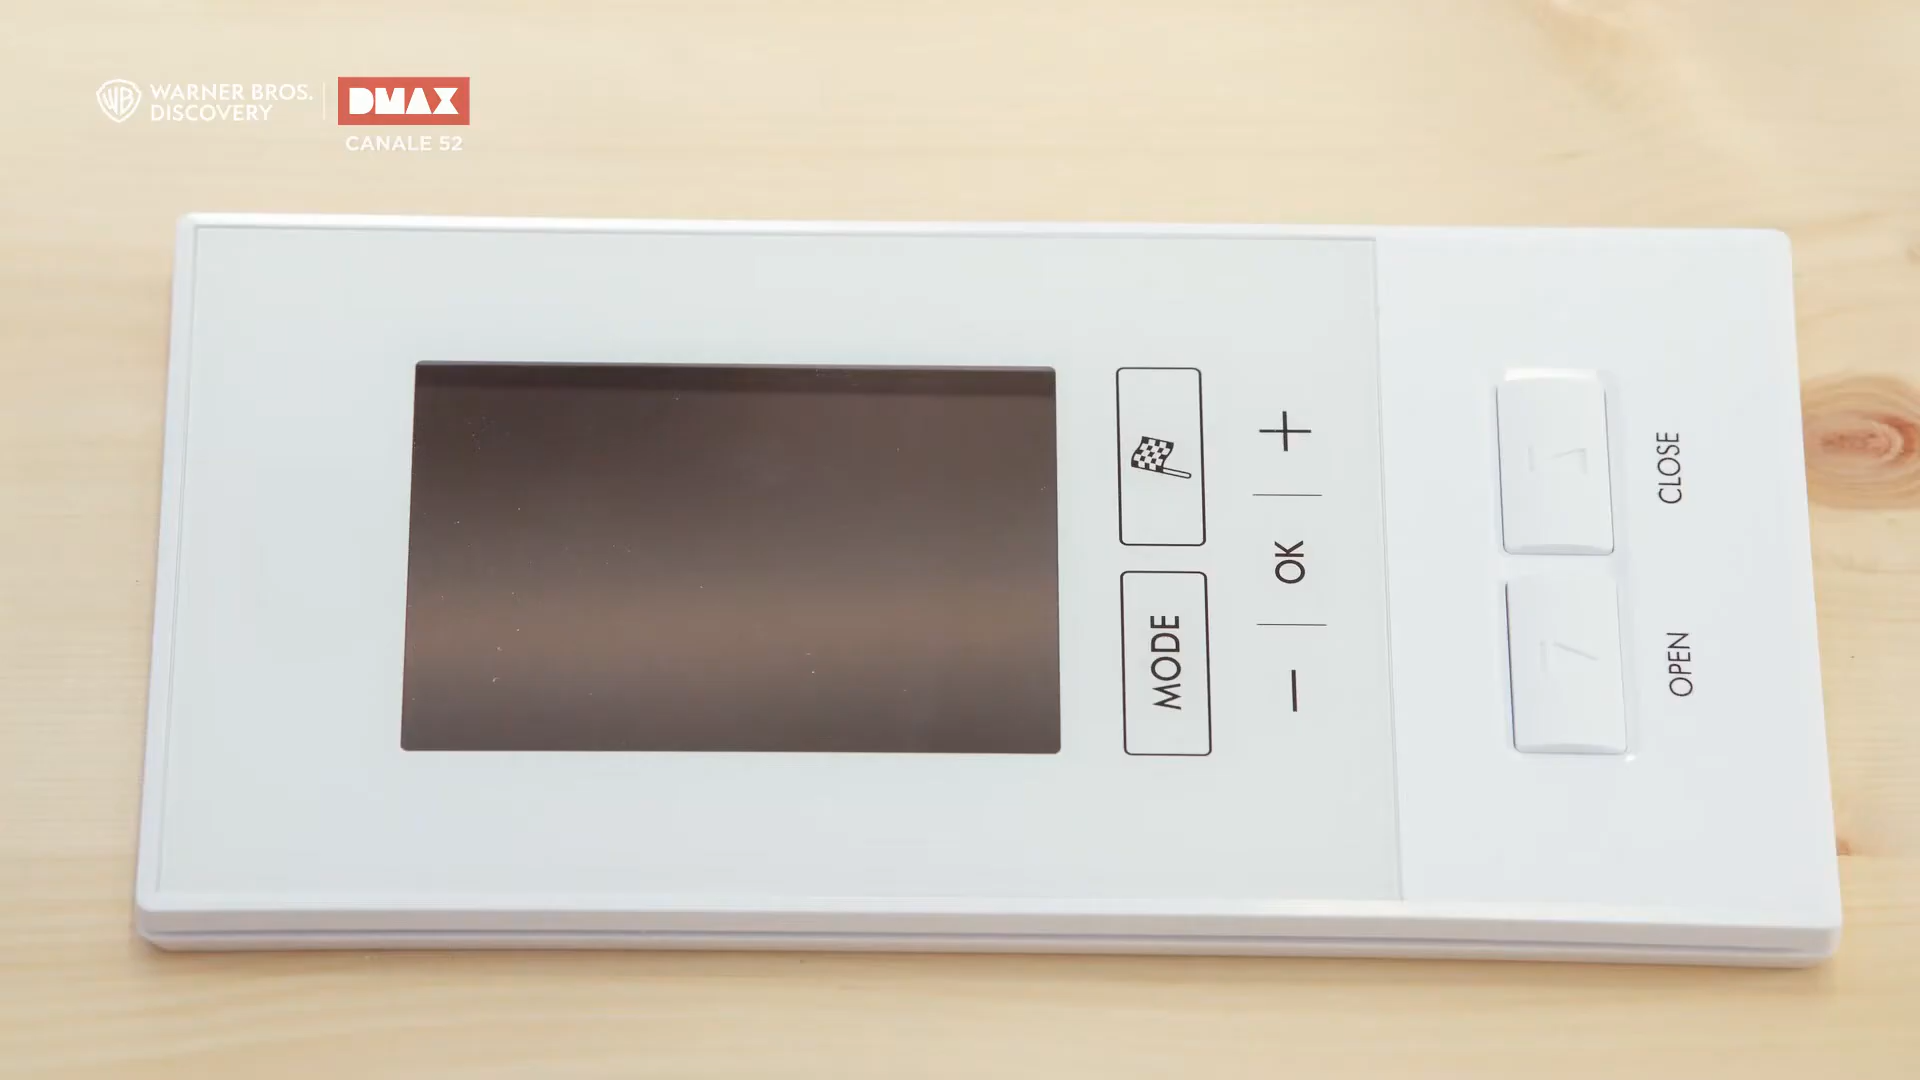 WARNER BROS.
DISCOVERY
DMAX
CANALE 52
MODE
+
OK
−
CLOSE
OPEN